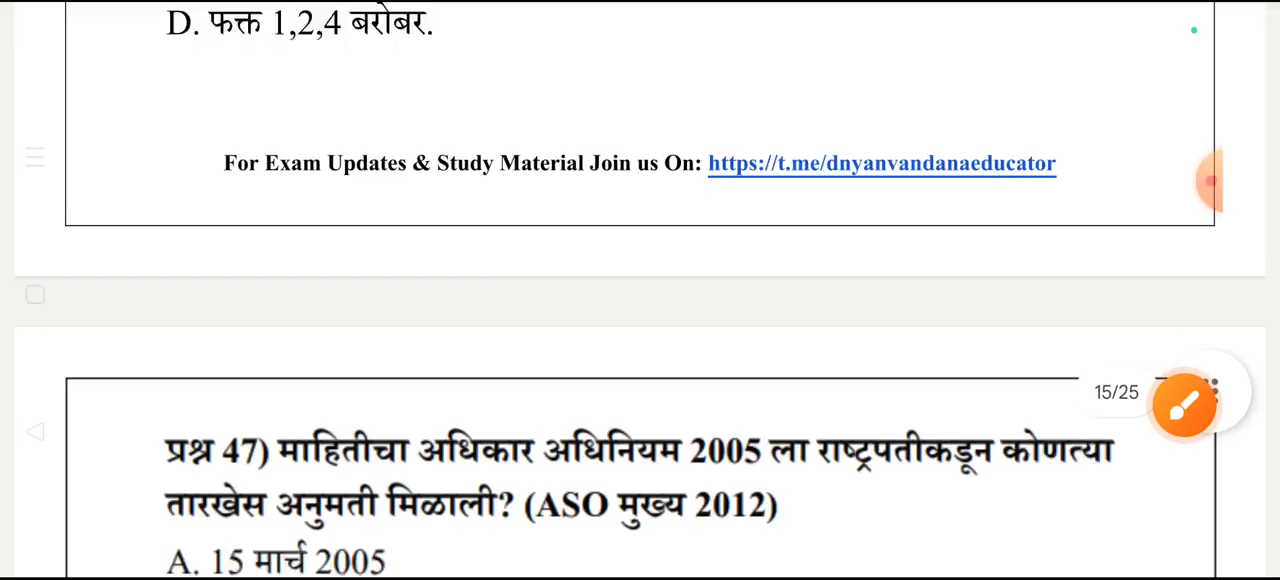 D. फक्त 1,2,4 बरोबर.
For Exam Updates & Study Material Join us On: https://t.me/dnyanvandanaeducator
15/25
प्रश्न 47) माहितीचा अधिकार अधिनियम 2005 ला राष्ट्रपतीकडून कोणत्या
तारखेस अनुमती मिळाली? (ASO मुख्य 2012)
A. 15 मार्च 2005